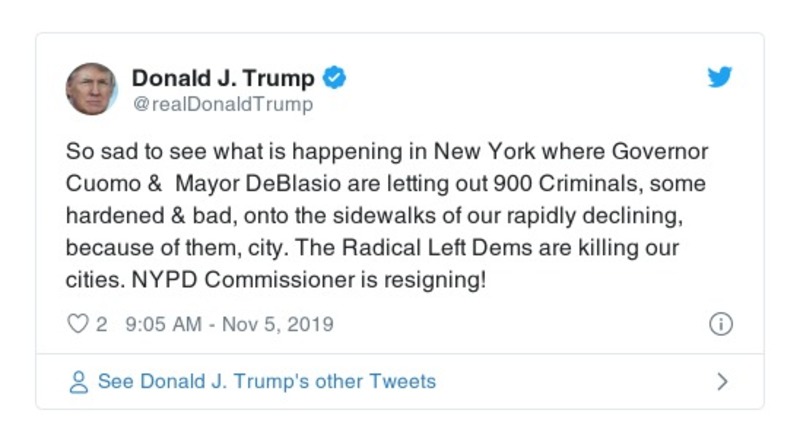 Donald J. Trump
@realDonaldTrump
So sad to see what is happening in New York where Governor
Cuomo &  Mayor DeBlasio are letting out 900 Criminals, some
hardened & bad, onto the sidewalks of our rapidly declining,
because of them, city. The Radical Left Dems are killing our
cities. NYPD Commissioner is resigning!
2 9:05 AM - Nov 5, 2019
See Donald J. Trump's other Tweets